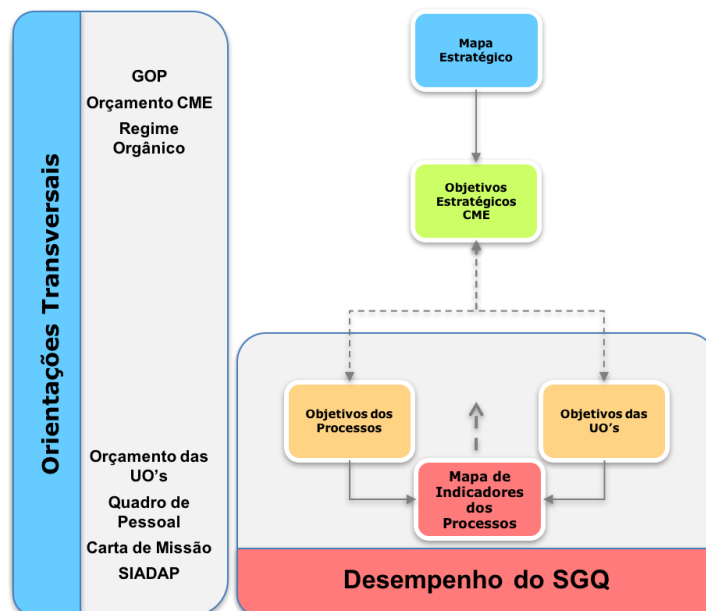 Orientações Transversais
GOP
Orçamento CME
Regime
Orgânico
Orçamento das
UO's
Quadro de
Pessoal
Carta de Missão
SIADAP
Mapa
Estratégico
Objetivos
Estratégicos
CME
Objetivos dos
Processos
Objetivos das
UO's
Mapa de
Indicadores
dos
Processos
Desempenho do SGQ